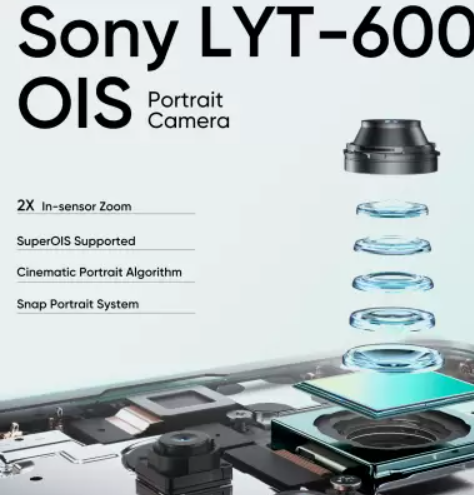 Sony LYT-600
OIS Portrait
Camera
2X In-sensor Zoom
SuperOIS Supported
Cinematic Portrait Algorithm
Snap Portrait System